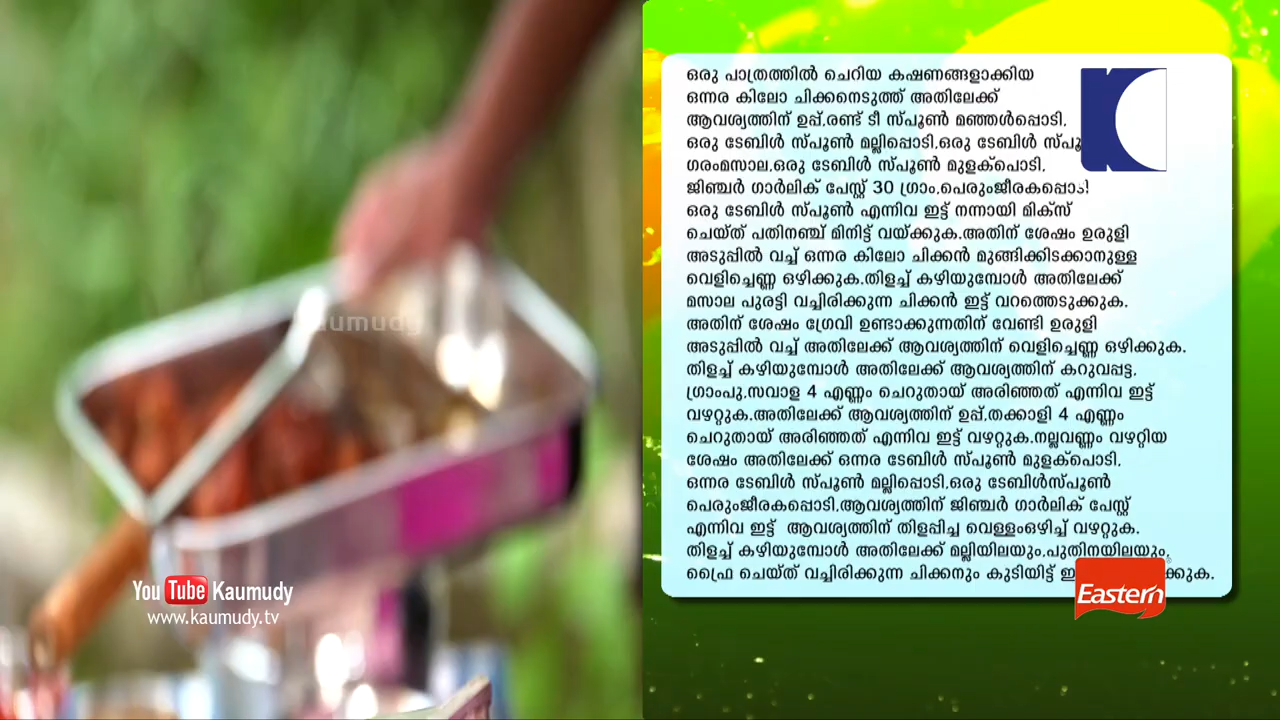 Kaumudy
You Tube Kaumudy
www.kaumudy.tv
ഒരു പാത്രത്തിൽ ചെറിയ കഷണങ്ങളാക്കിയ
ഒന്നര കിലോ ചിക്കനെടുത്ത് അതിലേക്ക്
ആവശ്യത്തിന് ഉപ്പ്,രണ്ട് ടീ സ്പൂൺ മഞ്ഞൾപ്പൊടി,
ഒരു ടേബിൾ സ്പൂൺ മല്ലിപ്പൊടി,ഒരു ടേബിൾ
ഗരംമസാല,ഒരു ടേബിൾ സ്പൂൺ മുളക്പൊടി,
ജിഞ്ചർ ഗാർലിക് പേസ്റ്റ് 30 ഗ്രാം,
ഒരു ടേബിൾ സ്പൂൺ എന്നിവ ഇട്ട് നന്നായി മിക്സ്
ചെയ്ത് പതിനഞ്ച് മിനിട്ട് വയ്ക്കുക.അതിന് ശേഷം ഉരുളി
അടുപ്പിൽ വച്ച് ഒന്നര കിലോ ചിക്കൻ മുങ്ങിക്കിടക്കാനുള്ള
വെളിച്ചെണ്ണ ഒഴിക്കുക.തിളച്ച് കഴിയുമ്പോൾ അതിലേക്ക്
മസാല പുരട്ടി വച്ചിരിക്കുന്ന ചിക്കൻ ഇട്ട് വറത്തെടുക്കുക.
അതിന് ശേഷം ഗ്രേവി ഉണ്ടാക്കുന്നതിന് വേണ്ടി ഉരുളി
അടുപ്പിൽ വച്ച് അതിലേക്ക് ആവശ്യത്തിന് വെളിച്ചെണ്ണ ഒഴിക്കുക.
തിളച്ച് കഴിയുമ്പോൾ അതിലേക്ക് ആവശ്യത്തിന് കറുവപ്പട്ട,
ഗ്രാംപൂ,സവാള 4 എണ്ണം ചെറുതായ് അരിഞ്ഞത് എന്നിവ ഇട്ട്
വഴറ്റുക.അതിലേക്ക് ആവശ്യത്തിന് ഉപ്പ്,തക്കാളി 4 എണ്ണം
ചെറുതായ് അരിഞ്ഞത് എന്നിവ ഇട്ട് വഴറ്റുക.നല്ലവണ്ണം വഴറ്റിയ
ശേഷം അതിലേക്ക് ഒന്നര ടേബിൾ സ്പൂൺ മുളക്പൊടി,
ഒന്നര ടേബിൾ സ്പൂൺ മല്ലിപ്പൊടി,ഒരു ടേബിൾസ്പൂൺ
പെരുംജീരകപ്പൊടി,ആവശ്യത്തിന് ജിഞ്ചർ ഗാർലിക് പേസ്റ്റ്
എന്നിവ ഇട്ട് ആവശ്യത്തിന് തിളപ്പിച്ച വെള്ളംഒഴിച്ച് വഴറ്റുക.
തിളച്ച് കഴിയുമ്പോൾ അതിലേക്ക് മല്ലിയിലയും,പുതിനയിലയും,
ഫ്രൈ ചെയ്ത് വച്ചിരിക്കുന്ന ചിക്കനും കുടിയിട്ട്
Eastern